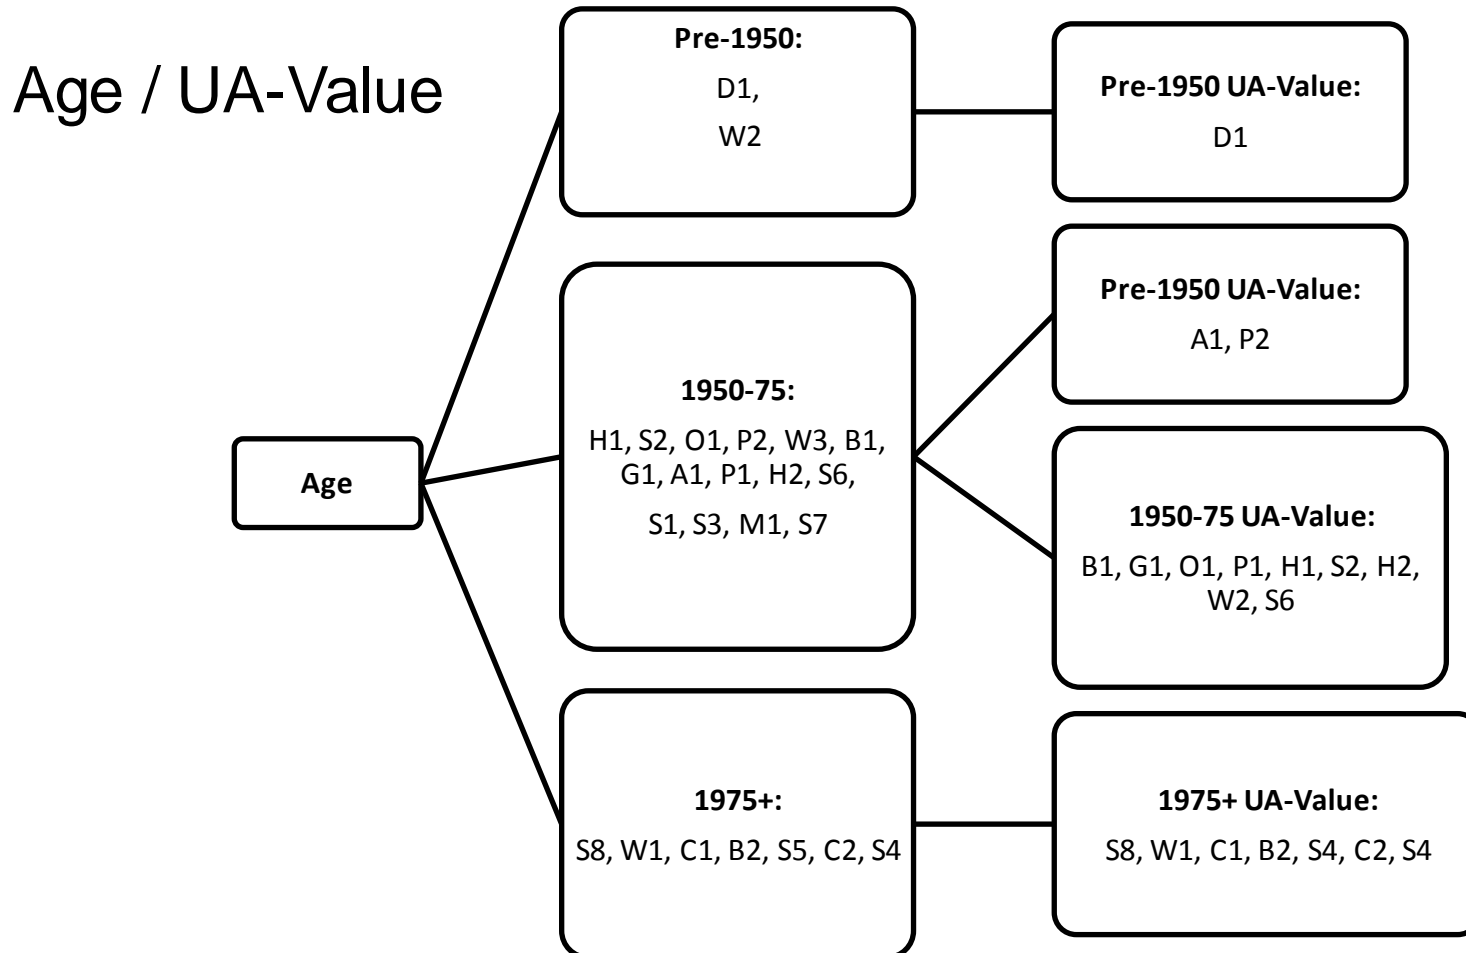 Age / UA-Value
Pre-1950:
D1,
W2
Pre-1950 UA-Value:
D1
Pre-1950 UA-Value:
A1, P2
Age
1950-75:
H1, S2, O1, P2, W3, B1,
G1, A1, P1, H2, S6,
S1, S3, M1, S7
1950-75 UA-Value:
B1, G1, O1, P1, H1, S2, H2,
W2, S6
1975+:
S8, W1, C1, B2, S5, C2, S4
1975+ UA-Value:
S8, W1, C1, B2, S4, C2, S4